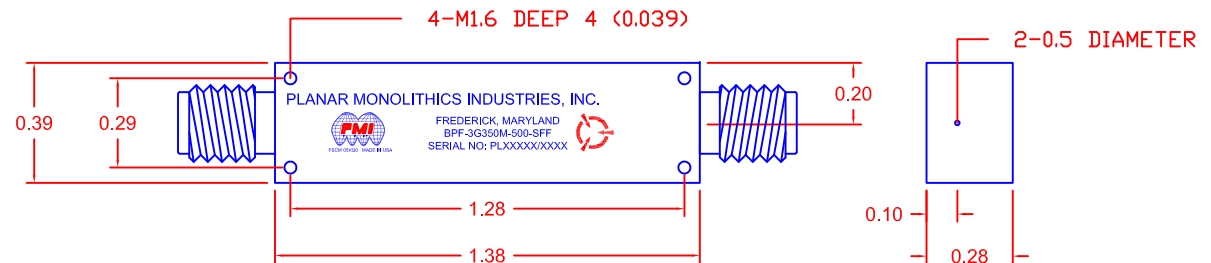 4-M1.6 DEEP 4 (0.039)
2-0.5 DIAMETER
0.39
0.29
PLANAR MONOLITHICS INDUSTRIES, INC.
PMI
FSCM 05XQ0 MADE IN USA
FREDERICK, MARYLAND
BPF-3G350M-500-SFF
SERIAL NO: PLXXXXX/XXXX
0.20
1.28
1.38
0.10
0.28